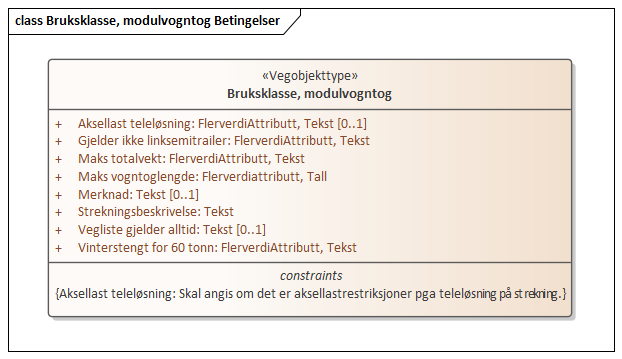 class Bruksklasse, modulvogntog Betingelser
«Vegobjekttype»
Bruksklasse, modulvogntog
+ Aksellast teleløsning: FlerverdiAttributt, Tekst [0..1]
+ Gjelder ikke linksemitrailer: FlerverdiAttributt, Tekst
+ Maks totalvekt: FlerverdiAttributt, Tekst
+ Maks vogntoglengde: Flerverdiattributt, Tall
+ Merknad: Tekst [0..1]
+ Strekningsbeskrivelse: Tekst
+ Vegliste gjelder alltid: Tekst [0..1]
+ Vinterstengt for 60 tonn: FlerverdiAttributt, Tekst
constraints
{Aksellast teleløsning: Skal angis om det er aksellastrestriksjoner pga teleløsning på strekning.}